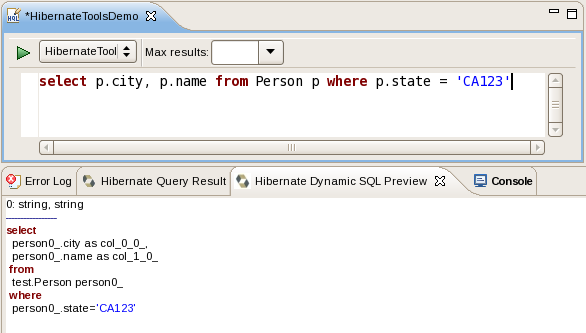 *HibernateToolsDemo
HibernateTool Max results:
select p.city, p.name from Person p where p.state = 'CA123'
Error Log Hibernate Query Result Hibernate Dynamic SQL Preview Console
0: string, string
select
person0_.city as col_0_0_,
person0_.name as col_1_0_
from
test.Person person0_
where
person0_.state='CA123'